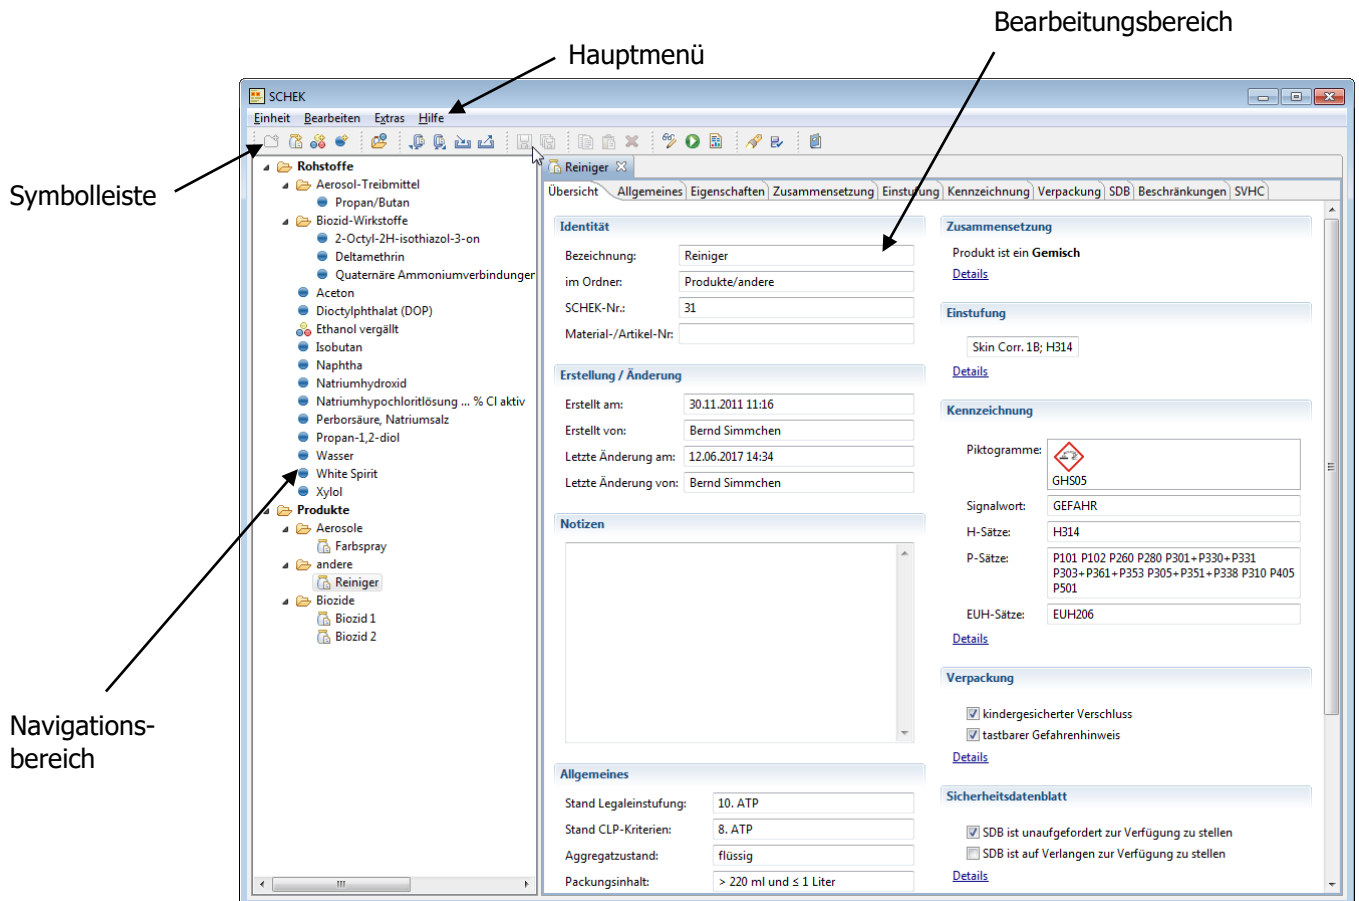 Bearbeitungsbereich
Hauptmenü
Symbolleiste
Navigations-
bereich
SCHEK
Einheit Bearbeiten Extras Hilfe
Rohstoffe
Aerosol-Treibmittel
Propan/Butan
Biozid-Wirkstoffe
2-Octyl-2H-isothiazol-3-on
Deltamethrin
Quaternäre Ammoniumverbindungen
Aceton
Dioctylphthalat (DOP)
Ethanol vergällt
Isobutan
Naphtha
Natriumhydroxid
Natriumhypochloritlösung ... % Cl aktiv
Perborsäure, Natriumsalz
Propan-1,2-diol
Wasser
White Spirit
Xylol
Produkte
Aerosole
Farbspray
andere
Reiniger
Biozide
Biozid 1
Biozid 2
Reiniger
Übersicht Allgemeines Eigenschaften Zusammensetzung Einstufung Kennzeichnung Verpackung SDB Beschränkungen SVHC
Identität
Bezeichnung: Reiniger
im Ordner: Produkte/andere
SCHEK-Nr.: 31
Material-/Artikel-Nr:
Erstellung / Änderung
Erstellt am: 30.11.2011 11:16
Erstellt von: Bernd Simmchen
Letzte Änderung am: 12.06.2017 14:34
Letzte Änderung von: Bernd Simmchen
Notizen
Allgemeines
Stand Legaleinstufung: 10. ATP
Stand CLP-Kriterien: 8. ATP
Aggregatzustand: flüssig
Packungsinhalt: > 220 ml und ≤ 1 Liter
Zusammensetzung
Produkt ist ein Gemisch
Details
Einstufung
Skin Corr. 1B; H314
Details
Kennzeichnung
Piktogramme:
GHS05
Signalwort: GEFAHR
H-Sätze: H314
P-Sätze: P101 P102 P260 P280 P301+P330+P331
P303+P361+P353 P305+P351+P338 P310 P405
P501
EUH-Sätze: EUH206
Details
Verpackung
kindergesicherter Verschluss
tastbarer Gefahrenhinweis
Details
Sicherheitsdatenblatt
SDB ist unaufgefordert zur Verfügung zu stellen
SDB ist auf Verlangen zur Verfügung zu stellen
Details